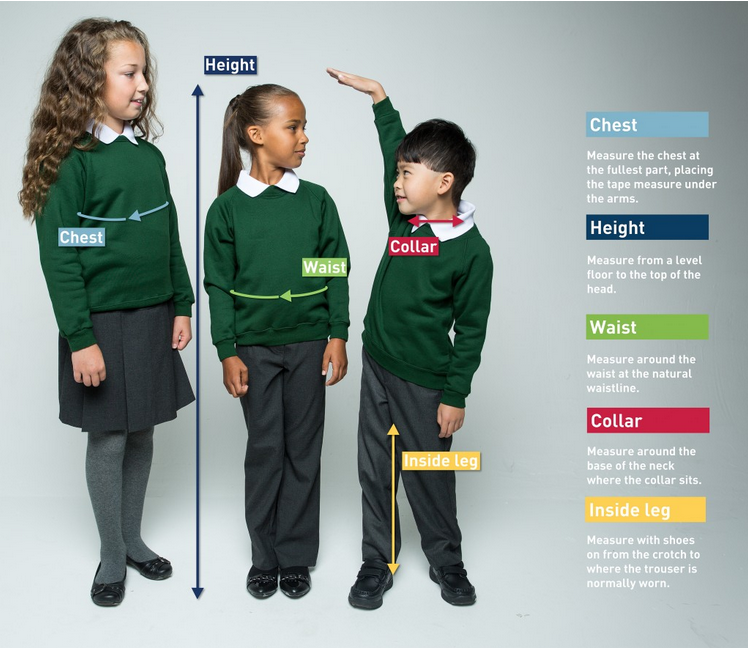 Height
Chest
Waist
Collar
Inside leg
Chest
Measure the chest at
the fullest part, placing
the tape measure under
the arms.
Height
Measure from a level
floor to the top of the
head.
Waist
Measure around the
waist at the natural
waistline.
Collar
Measure around the
base of the neck
where the collar sits.
Inside leg
Measure with shoes
on from the crotch to
where the trouser is
normally worn.